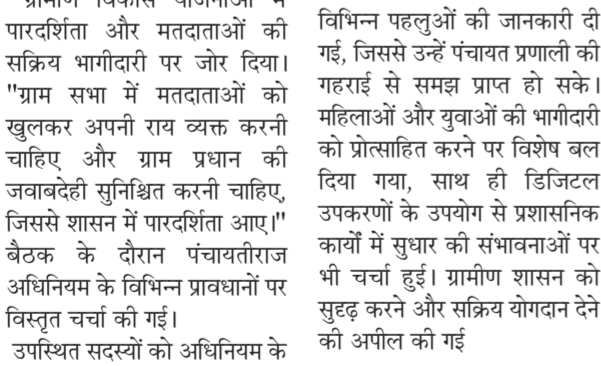 ग्रामीण विकास योजनाओं में
पारदर्शिता और मतदाताओं की
सक्रिय भागीदारी पर जोर दिया।
"ग्राम सभा में मतदाताओं को
खुलकर अपनी राय व्यक्त करनी
चाहिए और ग्राम प्रधान की
जवाबदेही सुनिश्चित करनी चाहिए,
जिससे शासन में पारदर्शिता आए।"
बैठक के दौरान पंचायतीराज
अधिनियम के विभिन्न प्रावधानों पर
विस्तृत चर्चा की गई।
उपस्थित सदस्यों को अधिनियम के
विभिन्न पहलुओं की जानकारी दी
गई, जिससे उन्हें पंचायत प्रणाली की
गहराई से समझ प्राप्त हो सके।
महिलाओं और युवाओं की भागीदारी
को प्रोत्साहित करने पर विशेष बल
दिया गया, साथ ही डिजिटल
उपकरणों के उपयोग से प्रशासनिक
कार्यों में सुधार की संभावनाओं पर
भी चर्चा हुई। ग्रामीण शासन को
सुदृढ़ करने और सक्रिय योगदान देने
की अपील की गई